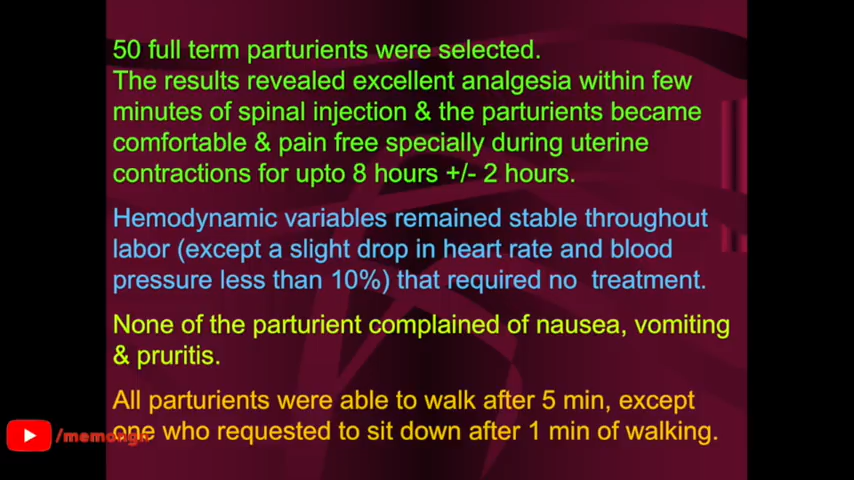 50 full term parturients were selected.
The results revealed excellent analgesia within few
minutes of spinal injection & the parturients became
comfortable & pain free specially during uterine
contractions for upto 8 hours +/- 2 hours.
Hemodynamic variables remained stable throughout
labor (except a slight drop in heart rate and blood
pressure less than 10%) that required no treatment.
None of the parturient complained of nausea, vomiting
& pruritis.
All parturients were able to walk after 5 min, except
one who requested to sit down after 1 min of walking.